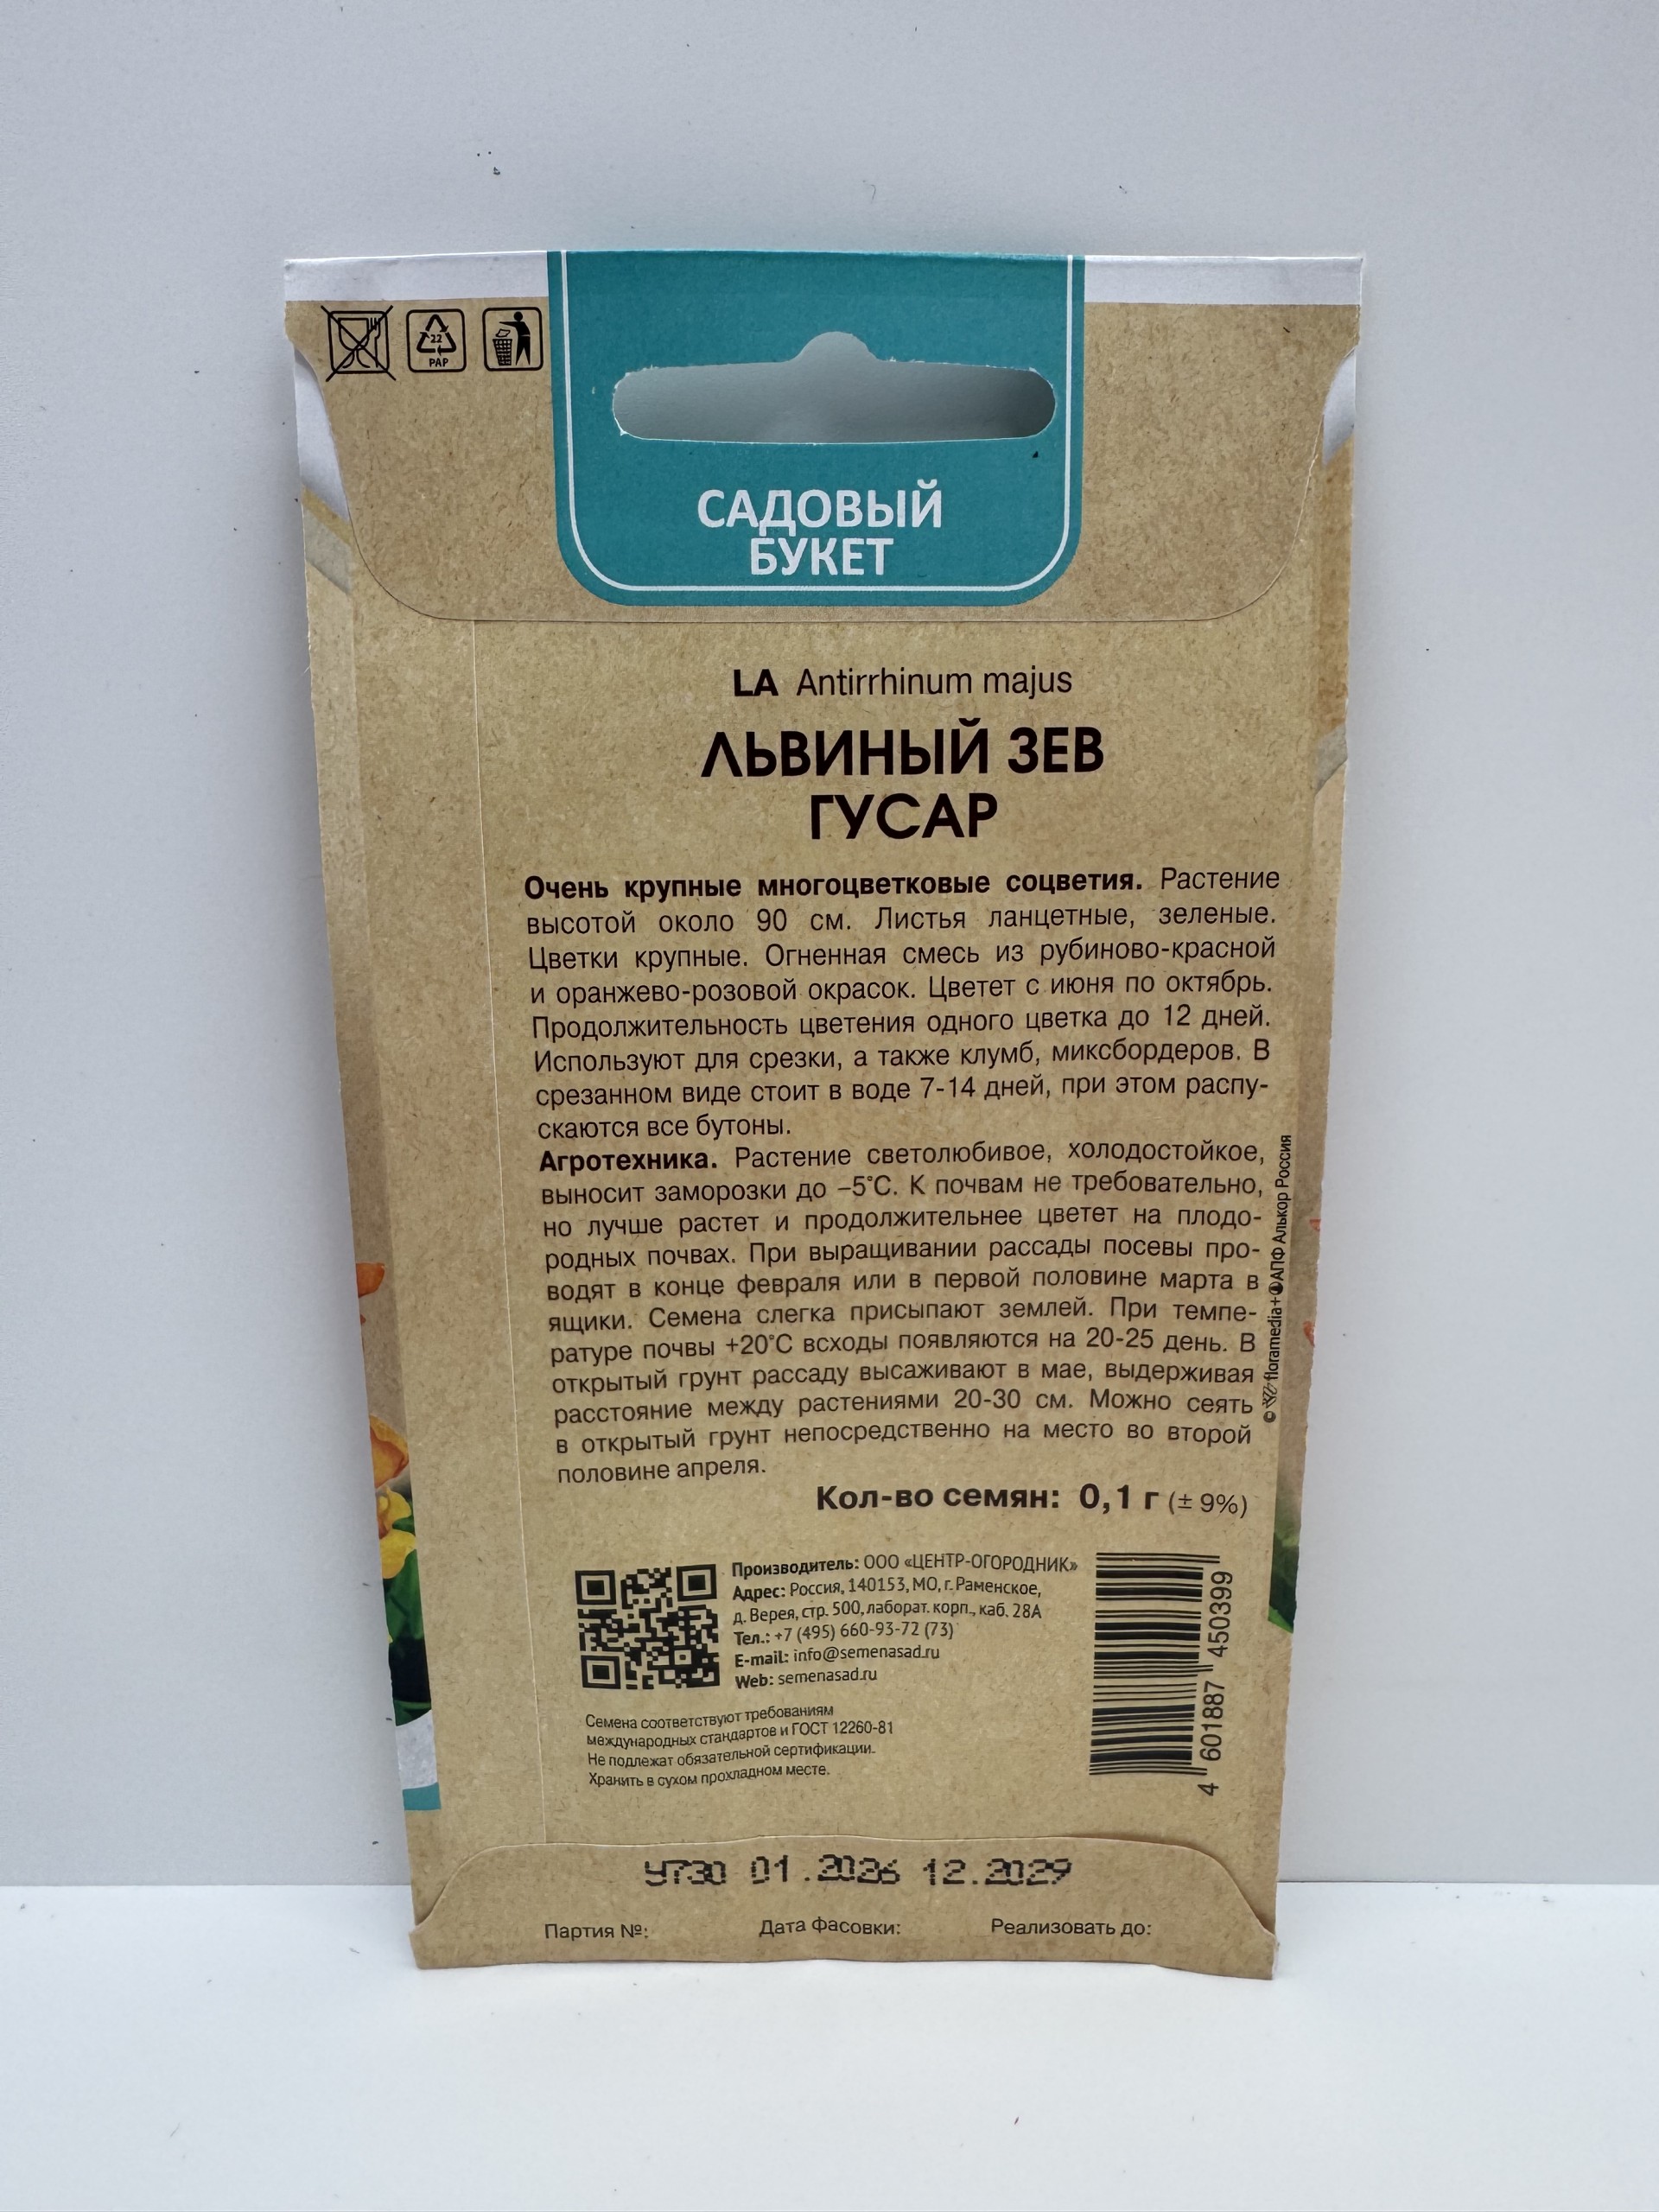 22
PAP
САДОВЫЙ
БУКЕТ
LA Antirrhinum majus
ЛЬВИНЫЙ ЗЕВ
ГУСАР
Очень крупные многоцветковые соцветия. Растение
высотой около 90 см. Листья ланцетные, зеленые.
Цветки крупные. Огненная смесь из рубиново-красной
и оранжево-розовой окрасок. Цветет с июня по октябрь.
Продолжительность цветения одного цветка до 12 дней.
Используют для срезки, а также клумб, миксбордеров. В
срезанном виде стоит в воде 7-14 дней, при этом распу-
скаются все бутоны.
Агротехника. Растение светолюбивое, холодостойкое,
выносит заморозки до –5°С. К почвам не требовательно,
но лучше растет и продолжительнее цветет на плодо-
родных почвах. При выращивании рассады посевы про-
водят в конце февраля или в первой половине марта в
ящики. Семена слегка присыпают землей. При темпе-
ратуре почвы +20°С всходы появляются на 20-25 день. В
открытый грунт рассаду высаживают в мае, выдерживая
расстояние между растениями 20-30 см. Можно сеять
в открытый грунт непосредственно на место во второй
половине апреля.
© floramedia+ АПФ Алькор Россия
Кол-во семян: 0,1 г (± 9%)
Производитель: ООО «ЦЕНТР-ОГОРОДНИК»
Адрес: Россия, 140153, МО, г. Раменское,
д. Верея, стр. 500, лаборат. корп., каб. 28А
Тел.: +7 (495) 660-93-72 (73)
E-mail: info@semenasad.ru
Web: semenasad.ru
Семена соответствуют требованиям
международных стандартов и ГОСТ 12260-81
Не подлежат обязательной сертификации.
Хранить в сухом прохладном месте.
4 601887 450399
У730 01.2026 12.2029
Партия №: Дата Фасовки: Реализовать до: